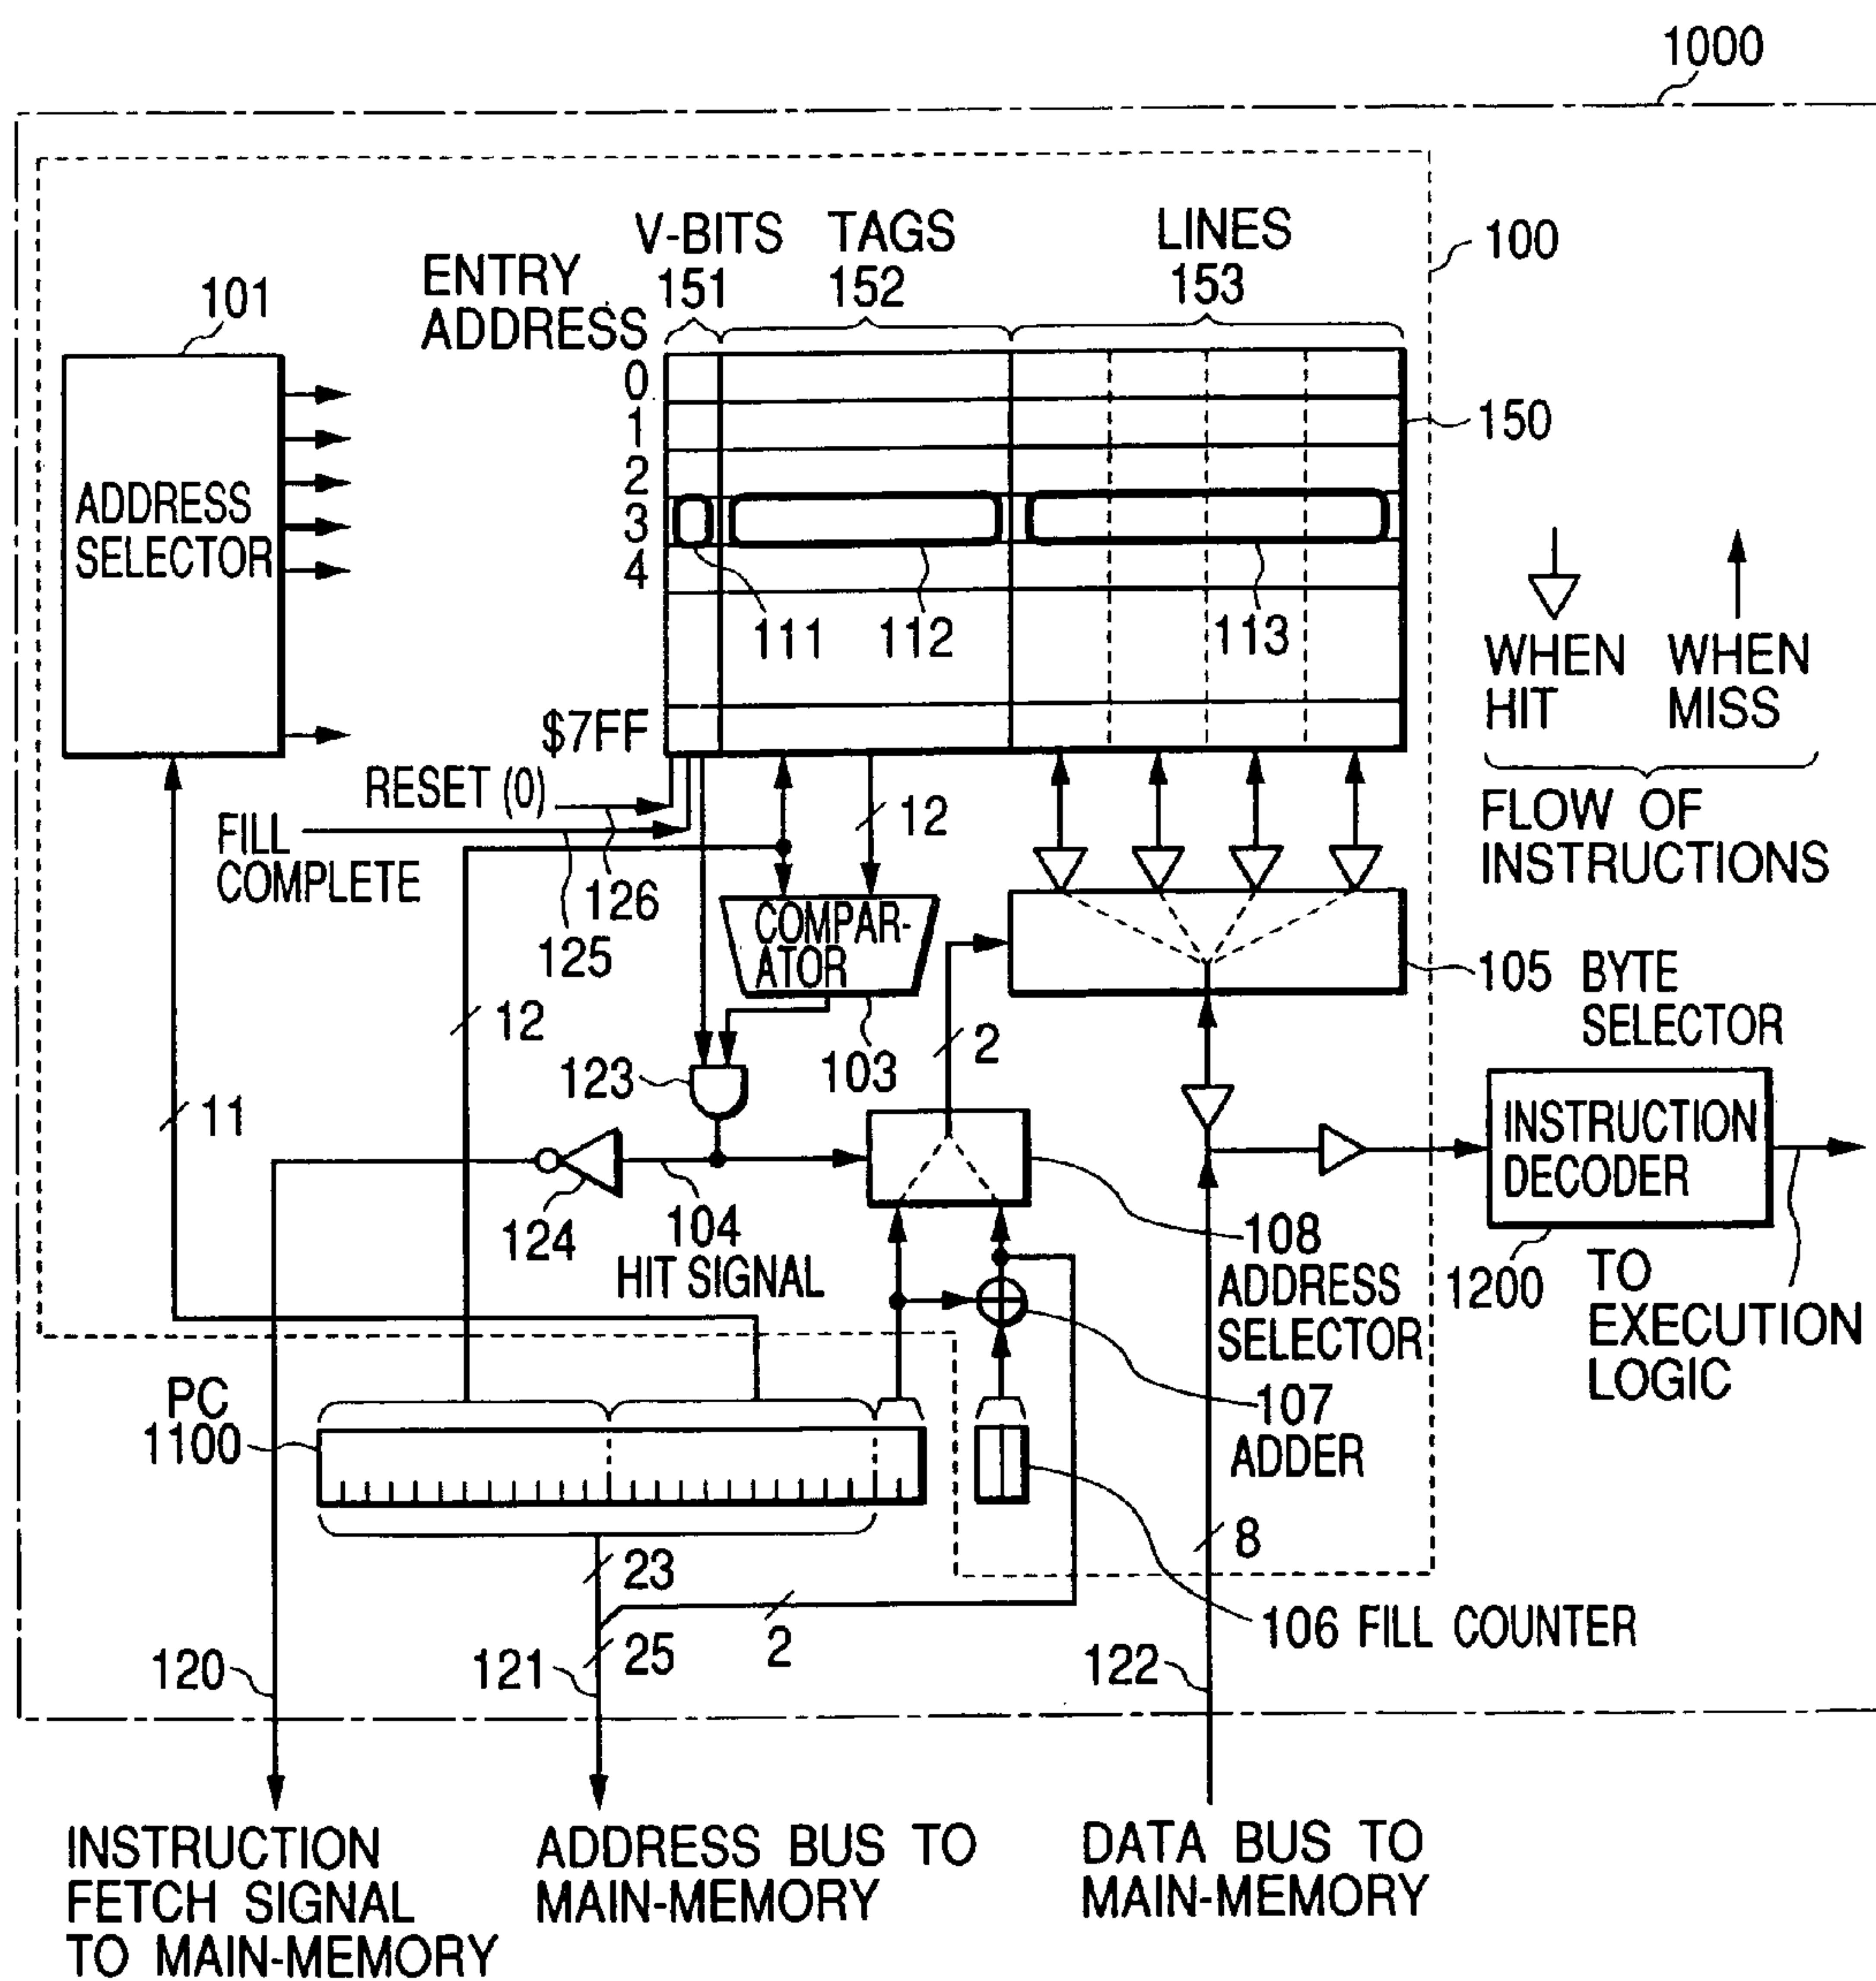 1000
V-BITS TAGS LINES
151 152 153
100
ENTRY
ADDRESS
101
0
1
2
3
4
$7FF
150
ADDRESS
SELECTOR
111 112 113
WHEN HIT
WHEN MISS
FLOW OF
INSTRUCTIONS
RESET (0)
12
FILL
COMPLETE
126
125
COMPAR-
ATOR
105 BYTE
SELECTOR
12
2
103
123
11
INSTRUCTION
DECODER
124
104
HIT SIGNAL
108
ADDRESS
SELECTOR
1200
TO
EXECUTION
LOGIC
PC
1100
107
ADDER
8
23
2
25
106 FILL COUNTER
120
121
122
INSTRUCTION
FETCH SIGNAL
TO MAIN-MEMORY
ADDRESS BUS TO
MAIN-MEMORY
DATA BUS TO
MAIN-MEMORY